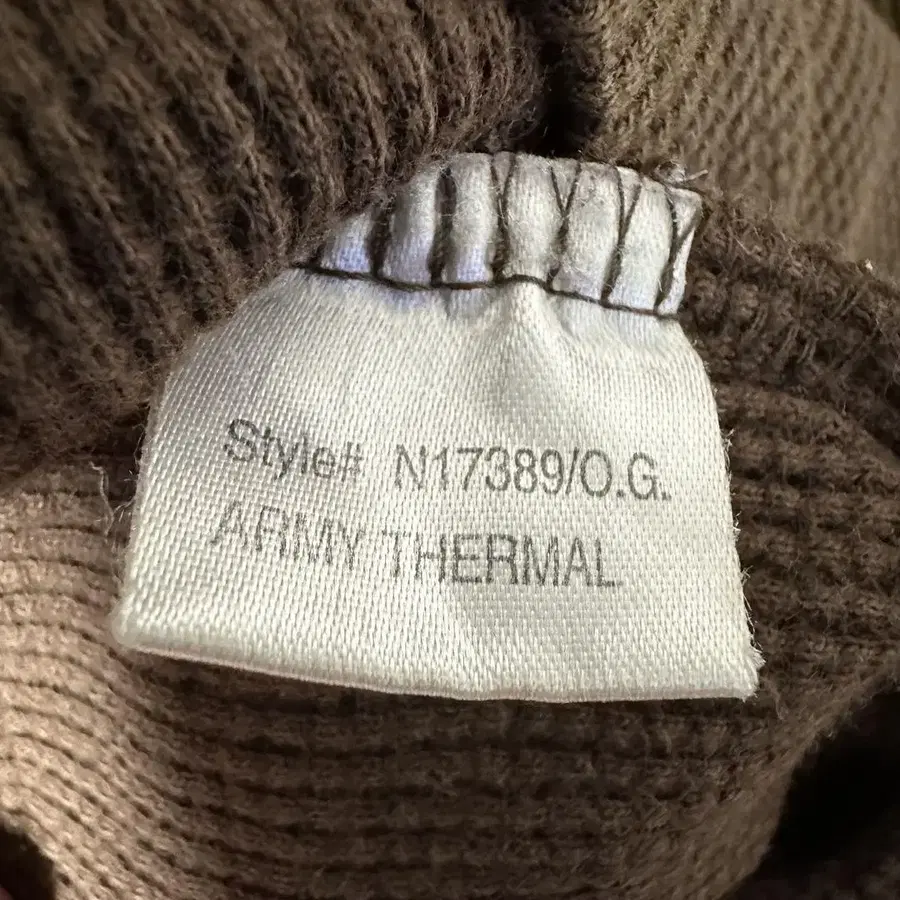 Style# N17389/O.G.
ARMY THERMAL